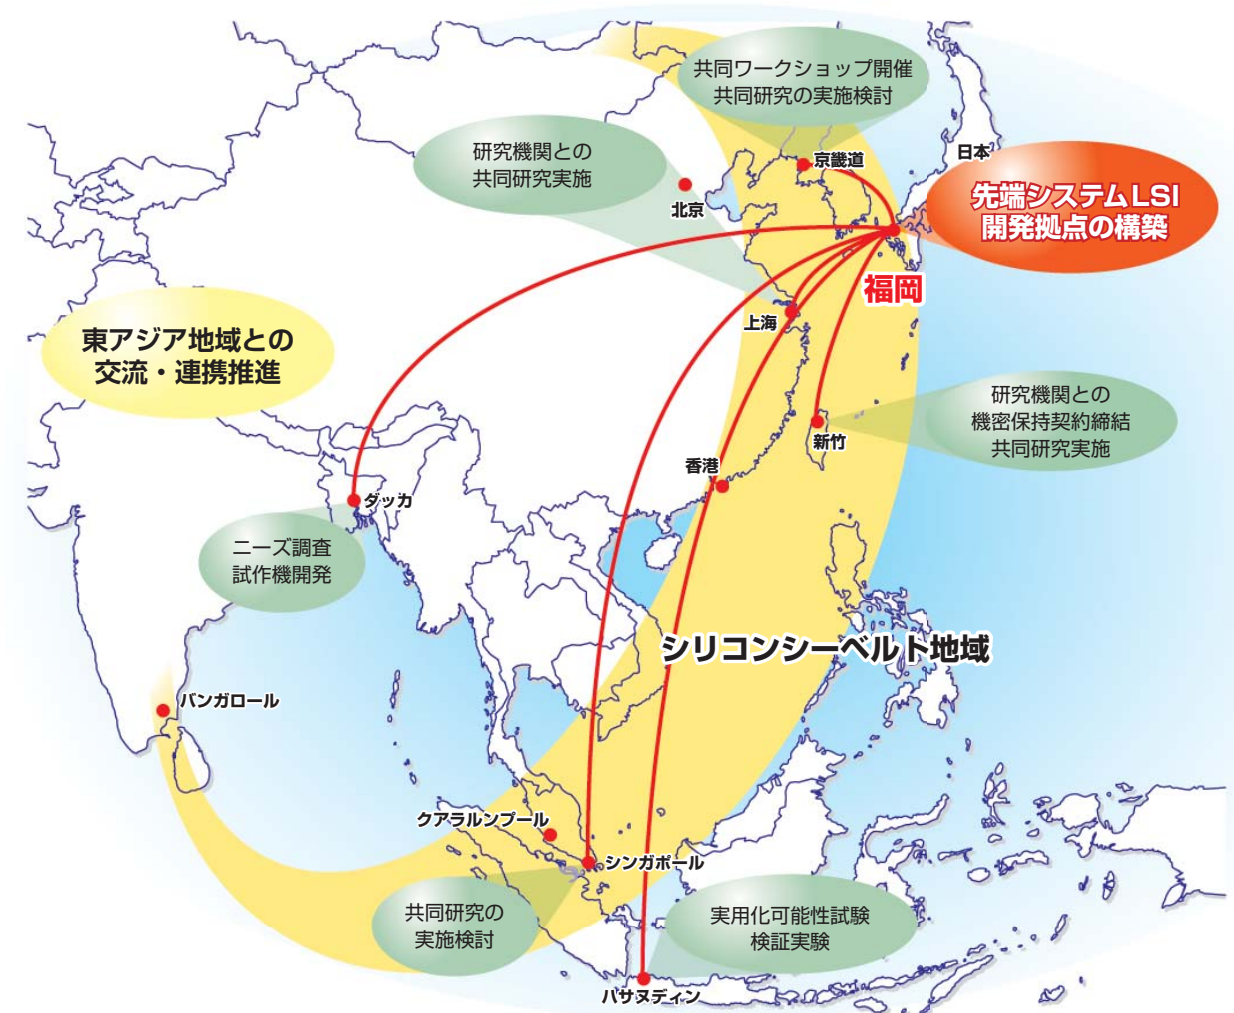 共同ワークショップ開催
共同研究の実施検討
研究機関との
共同研究実施
京畿道
日本
北京
先端システムLSI
開発拠点の構築
福岡
上海
東アジア地域との
交流・連携推進
研究機関との
機密保持契約締結
共同研究実施
新竹
香港
ダッカ
ニーズ調査
試作機開発
シリコンシーベルト地域
バンガロール
クアラルンプール
シンガポール
共同研究の
実施検討
実用化可能性試験
検証実験
ハサヌディン